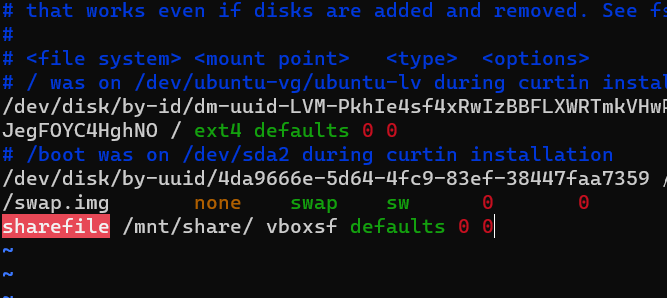 # that works even if disks are added and removed. See fs
#
# <file system> <mount point>   <type>  <options>
# / was on /dev/ubuntu-vg/ubuntu-lv during curtin instal
/dev/disk/by-id/dm-uuid-LVM-PkhIe4sf4xRwIzBBFLXWRTmkVHwP
JegFOYC4HghNO / ext4 defaults 0 0
# /boot was on /dev/sda2 during curtin installation
/dev/disk/by-uuid/4da9666e-5d64-4fc9-83ef-38447faa7359 /
/swap.img       none    swap    sw      0       0
sharefile /mnt/share/ vboxsf defaults 0 0
~
~
~